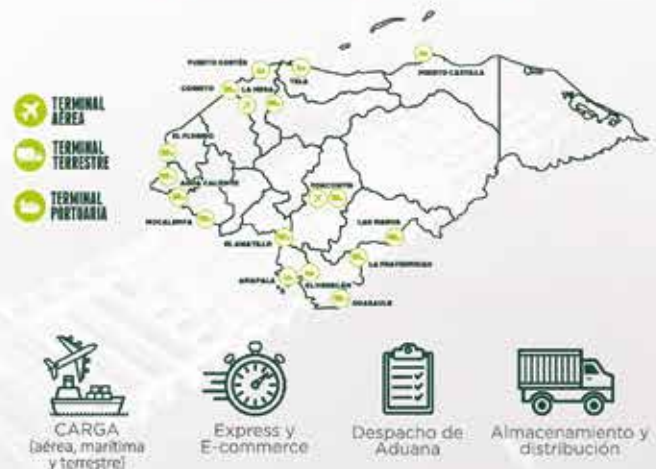 PUERTO CORTÉS
TELA
PUERTO CASTILLA
CORINTO
LA MESA
TERMINAL
AÉREA
EL FLORIDO
TERMINAL
TERRESTRE
AGUA CALIENTE
TONCONTIN
TERMINAL
PORTUARIA
MOCALEMPA
LAS MANOS
EL AMATILLO
LA FRATERNIDAD
AMAPALA
EL HENECÁN
GUASAULE
CARGA
(aérea, marítima
y terrestre)
Express y
E-commerce
Despacho de
Aduana
Almacenamiento y
distribución